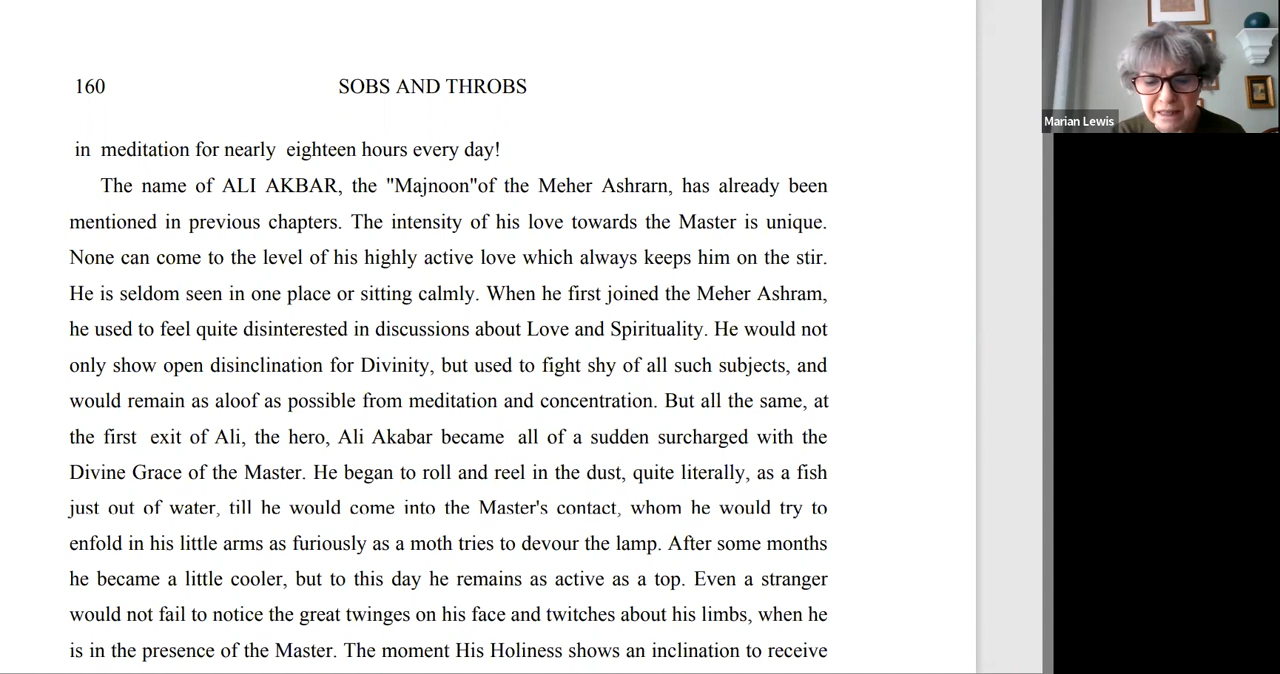 160 SOBS AND THROBS
in meditation for nearly eighteen hours every day!
The name of ALI AKBAR, the "Majnoon"of the Meher Ashrarn, has already been
mentioned in previous chapters. The intensity of his love towards the Master is unique.
None can come to the level of his highly active love which always keeps him on the stir.
He is seldom seen in one place or sitting calmly. When he first joined the Meher Ashram,
he used to feel quite disinterested in discussions about Love and Spirituality. He would not
only show open disinclination for Divinity, but used to fight shy of all such subjects, and
would remain as aloof as possible from meditation and concentration. But all the same, at
the first exit of Ali, the hero, Ali Akabar became all of a sudden surcharged with the
Divine Grace of the Master. He began to roll and reel in the dust, quite literally, as a fish
just out of water, till he would come into the Master's contact, whom he would try to
enfold in his little arms as furiously as a moth tries to devour the lamp. After some months
he became a little cooler, but to this day he remains as active as a top. Even a stranger
would not fail to notice the great twinges on his face and twitches about his limbs, when he
is in the presence of the Master. The moment His Holiness shows an inclination to receive
Marian Lewis